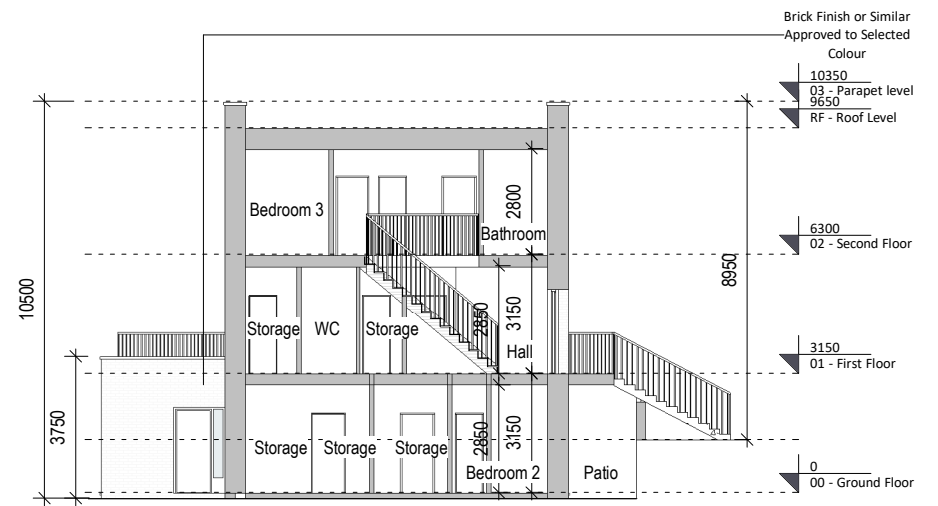 Brick Finish or Similar
Approved to Selected
Colour
10350
03 - Parapet level
9650
RF - Roof Level
10500
8950
2800
Bedroom 3
Bathroom
6300
02 - Second Floor
2850
3150
Storage
WC
Storage
Hall
3150
01 - First Floor
3750
2850
3150
Storage
Storage
Storage
Bedroom 2
Patio
0
00 - Ground Floor